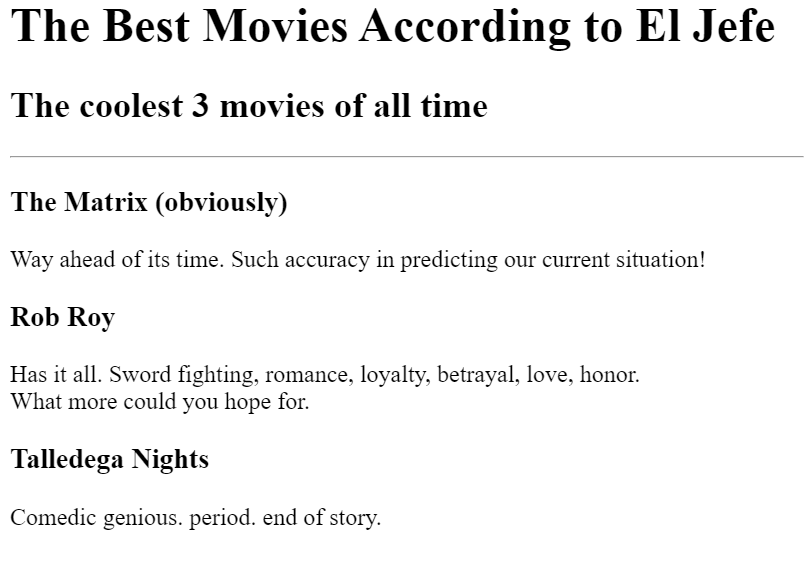 The Best Movies According to El Jefe
The coolest 3 movies of all time
The Matrix (obviously)
Way ahead of its time. Such accuracy in predicting our current situation!
Rob Roy
Has it all. Sword fighting, romance, loyalty, betrayal, love, honor.
What more could you hope for.
Talledega Nights
Comedic genious. period. end of story.